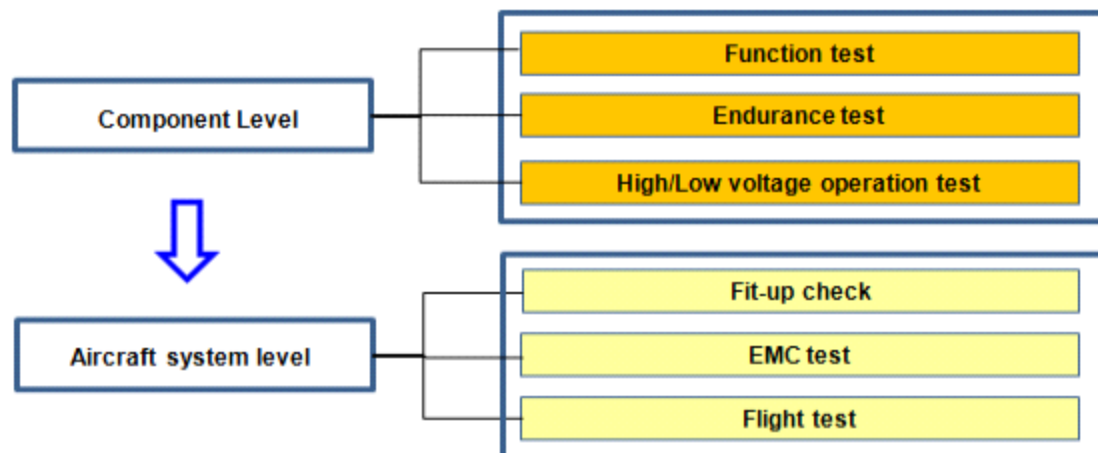 Component Level
Function test
Endurance test
High/Low voltage operation test
Aircraft system level
Fit-up check
EMC test
Flight test